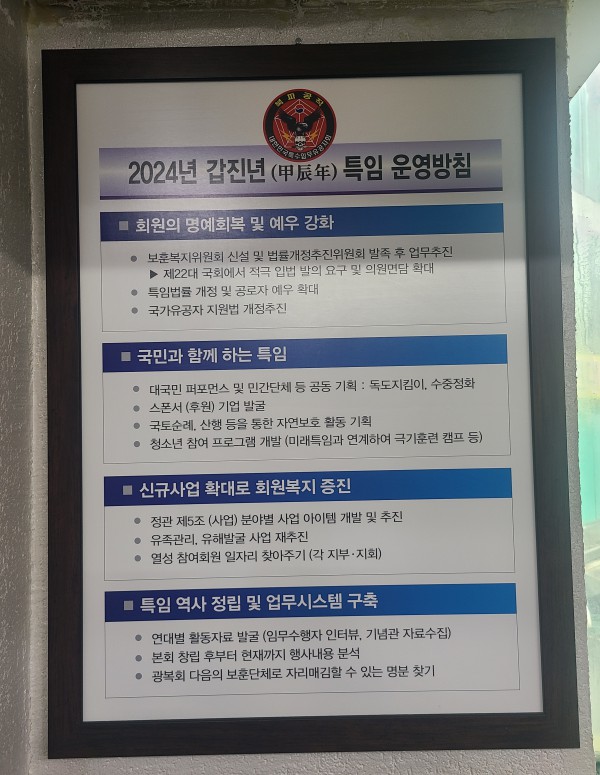 북파공작
대한민국특수임무유공자회
2024년 갑진년(甲辰年) 특임 운영방침
■ 회원의 명예회복 및 예우 강화
● 보훈복지위원회 신설 및 법률개정추진위원회 발족 후 업무추진
▶ 제22대 국회에서 적극 입법 발의 요구 및 의원면담 확대
● 특임법률 개정 및 공로자 예우 확대
● 국가유공자 지원법 개정추진
■ 국민과 함께 하는 특임
● 대국민 퍼포먼스 및 민간단체 등 공동 기획 : 독도지킴이, 수중정화
● 스폰서 (후원) 기업 발굴
● 국토순례, 산행 등을 통한 자연보호 활동 기획
● 청소년 참여 프로그램 개발 (미래특임과 연계하여 극기훈련 캠프 등)
■ 신규사업 확대로 회원복지 증진
● 정관 제5조 (사업) 분야별 사업 아이템 개발 및 추진
● 유족관리, 유해발굴 사업 재추진
● 열성 참여회원 일자리 찾아주기 (각 지부·지회)
■ 특임 역사 정립 및 업무시스템 구축
● 연대별 활동자료 발굴 (임무수행자 인터뷰, 기념관 자료수집)
● 본회 창립 후부터 현재까지 행사내용 분석
● 광복회 다음의 보훈단체로 자리매김할 수 있는 명분 찾기